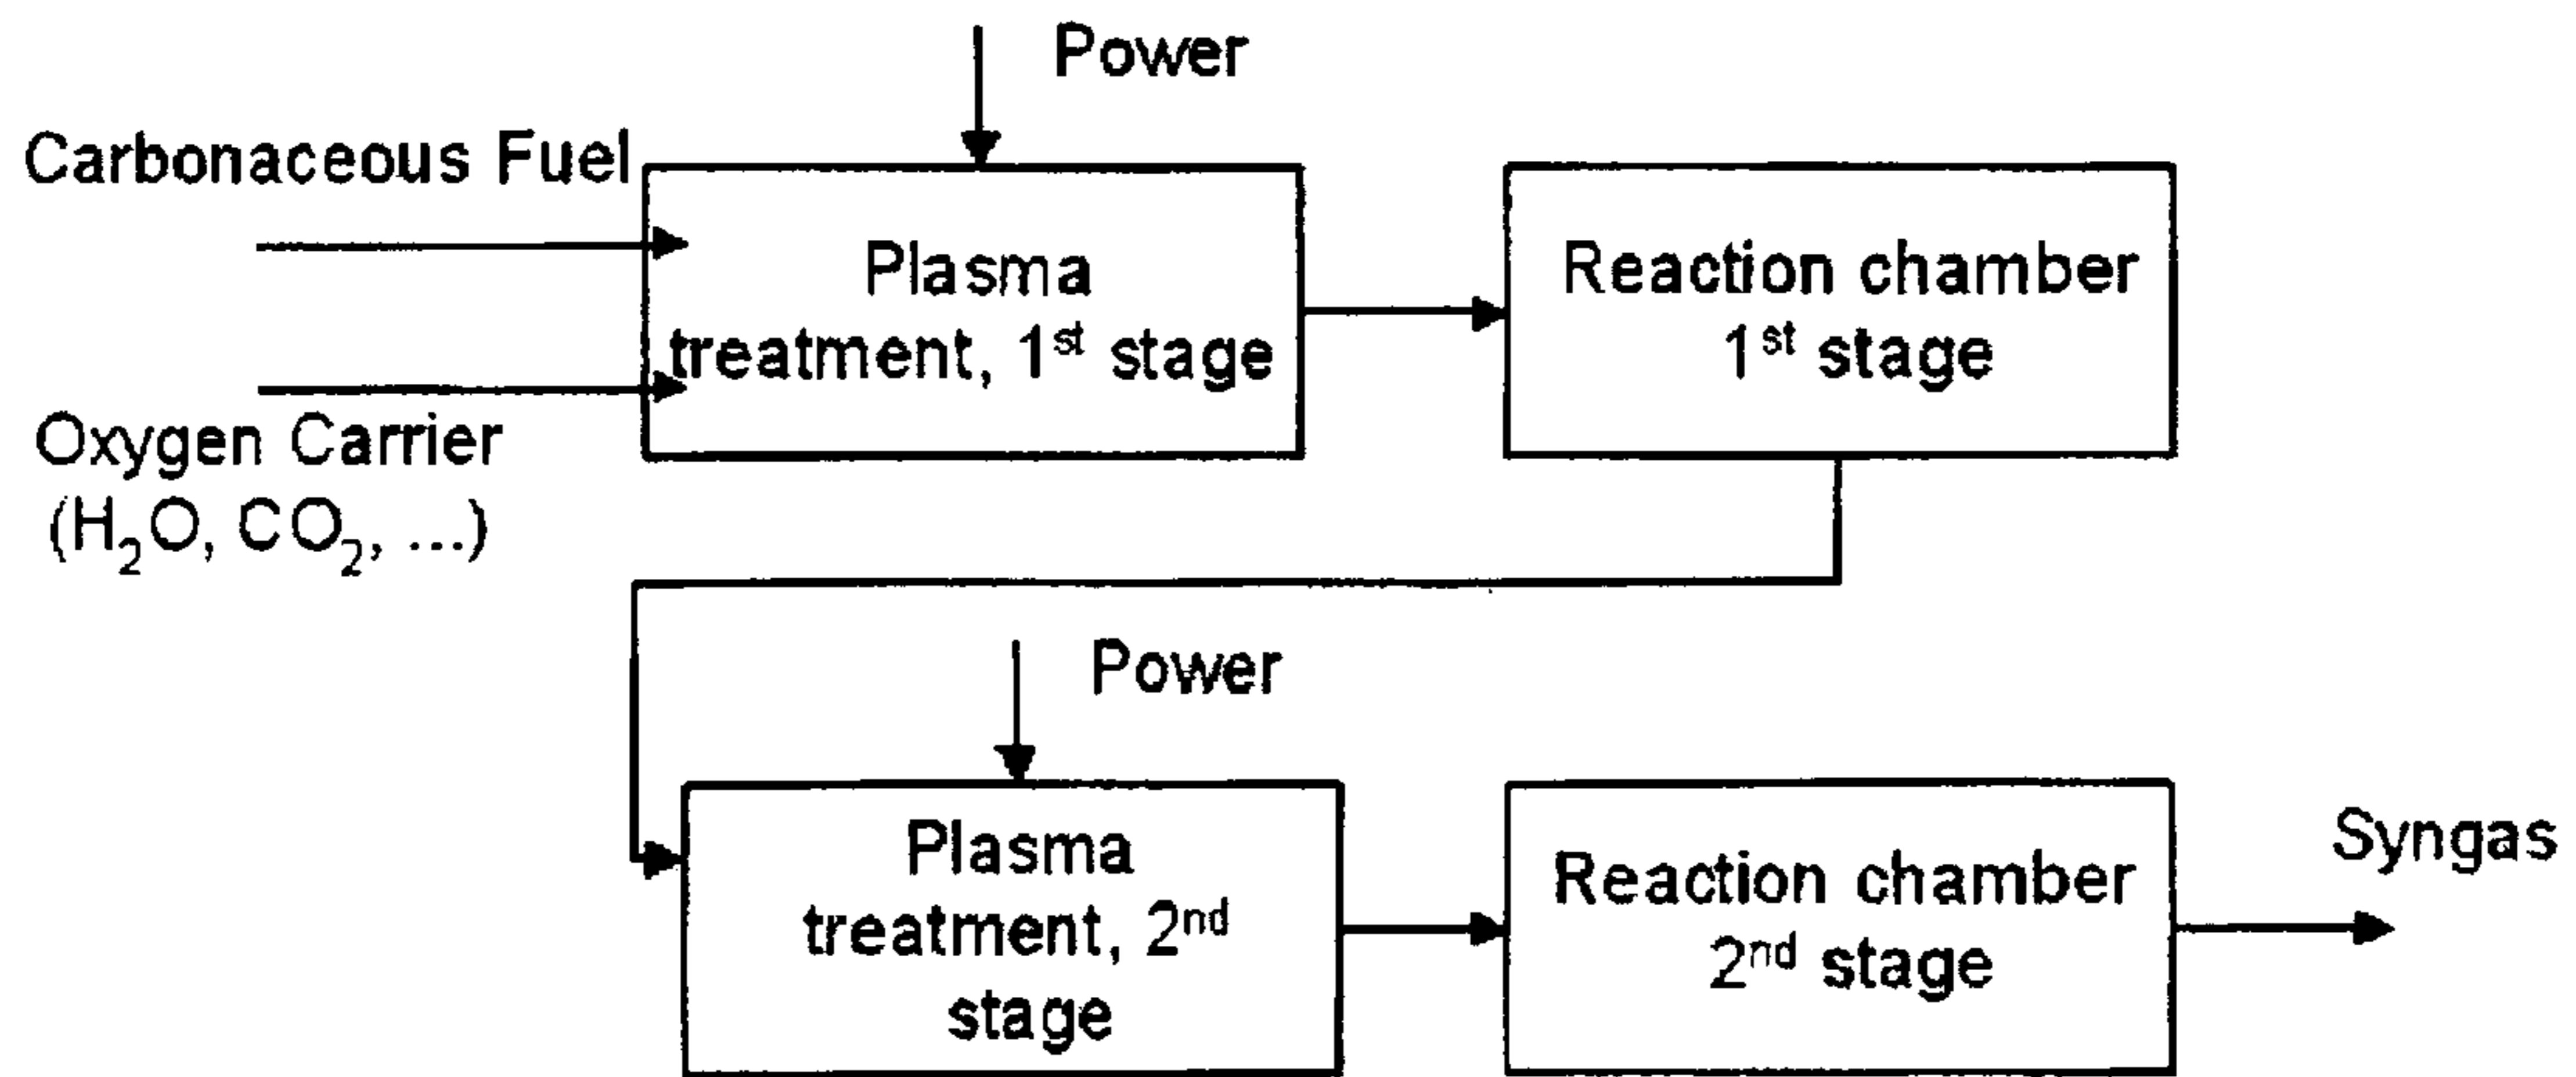 Power
Carbonaceous Fuel
Plasma
treatment, 1st stage
Reaction chamber
1st stage
Oxygen Carrier
(H2O, CO2, ...)
Power
Plasma
treatment, 2nd
stage
Reaction chamber
2nd stage
Syngas